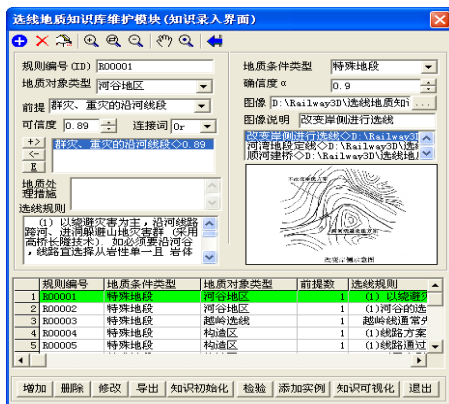 选线地质知识库维护模块(知识录入界面)
规则编号(ID) R00001
地质对象类型 河谷地区
前提 群灾、重灾的沿河线段
可信度 0.89 连接词 Or
+> 群灾、重灾的沿河线段◇0.89
<-
E
地质处理措施
选线规则
(1) 以绕避灾害为主，沿河线路
跨河、进洞躲避山地灾害群 (采用
高桥长隧技术)．如必须要沿河谷
，线路宜选择从岩性单一且 岩体
地质条件类型 特殊地段
确信度α 0.9
图像 D:\Railway3D\选线地质知i ...
图像说明 改变岸侧进行选线
改变岸侧进行选线◇D:\Railway3
河湾地段定线◇D:\Railway3D\选
顺河建桥◇D:\Railway3D\选线地
改变岸侧示意图
规则编号 地质条件类型 地质对象类型 前提数 选线规则
1 R00001 特殊地段 河谷地区 1 (1) 以绕避
2 R00002 特殊地段 河谷地区 1 (1)河谷的选
3 R00003 特殊地段 越岭选线 1 越岭线通常
4 R00004 特殊地段 构造区 1 (1)线路方案
5 R00005 特殊地段 构造区 1 (1)线路通过
增加 删除 修改 导出 知识初始化 检验 添加实例 知识可视化 退出